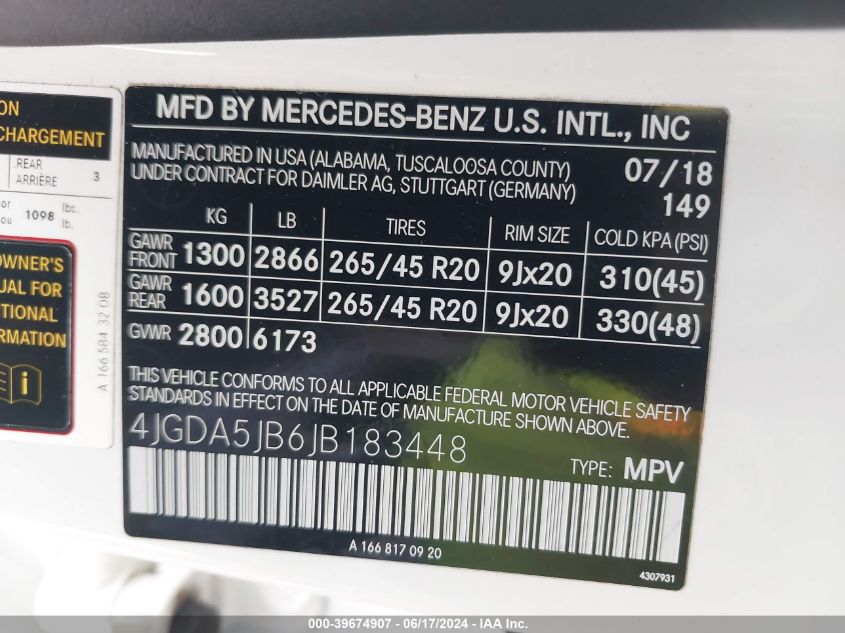 ON
CHARGEMENT
REAR
ARRIÈRE 3
or
ou 1098 lbs.
lb.
OWNER'S
UAL FOR
TIONAL
ORMATION
i
A 166 584 32 08
MFD BY MERCEDES-BENZ U.S. INTL., INC
MANUFACTURED IN USA (ALABAMA, TUSCALOOSA COUNTY) 07/18
UNDER CONTRACT FOR DAIMLER AG, STUTTGART (GERMANY) 149
KG LB TIRES RIM SIZE COLD KPA (PSI)
GAWR
FRONT 1300 2866 265/45 R20 9Jx20 310(45)
GAWR
REAR 1600 3527 265/45 R20 9Jx20 330(48)
GVWR 2800 6173
THIS VEHICLE CONFORMS TO ALL APPLICABLE FEDERAL MOTOR VEHICLE SAFETY
STANDARDS IN EFFECT ON THE DATE OF MANUFACTURE SHOWN ABOVE.
4JGDA5JB6JB183448
TYPE: MPV
A 166 817 09 20
4307931
000-39674907 - 06/17/2024 - IAA Inc.